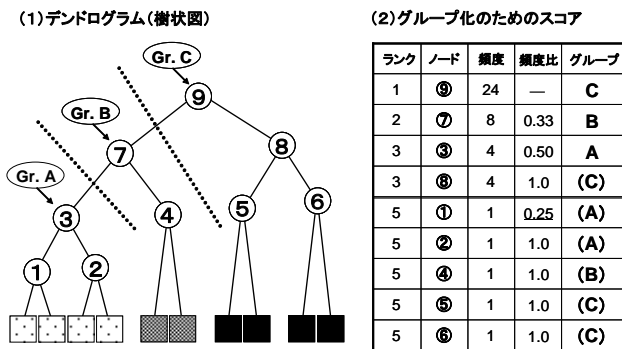 (1)デンドログラム(樹状図)
Gr. C
⑨
Gr. B
⑦
⑧
Gr. A
③
④
⑤
⑥
①
②
(2)グループ化のためのスコア
ランク ノード 頻度 頻度比 グループ
1 ⑨ 24 — C
2 ⑦ 8 0.33 B
3 ③ 4 0.50 A
3 ⑧ 4 1.0 (C)
5 ① 1 0.25 (A)
5 ② 1 1.0 (A)
5 ④ 1 1.0 (B)
5 ⑤ 1 1.0 (C)
5 ⑥ 1 1.0 (C)